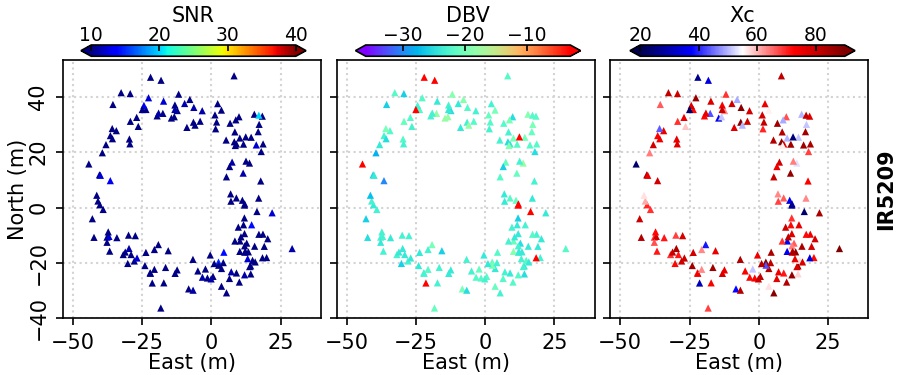 SNR DBV Xc
10 20 30 40 −30 −20 −10 20 40 60 80
North (m)
40
20
0
−20
−40
−50 −25 0 25 −50 −25 0 25 −50 −25 0 25
East (m) East (m) East (m)
IR5209